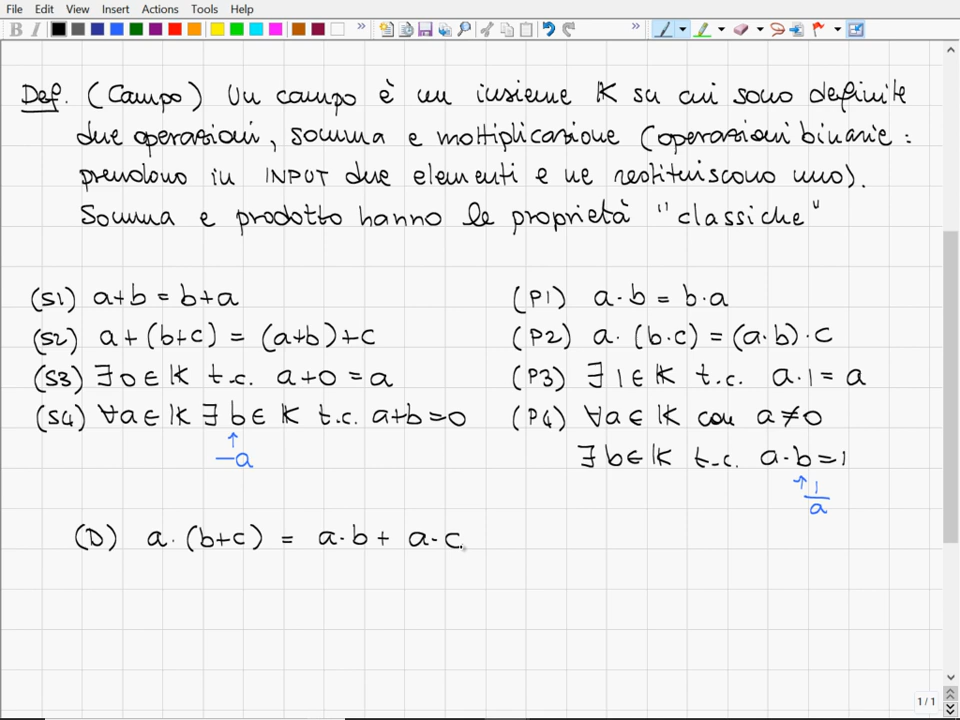 File Edit View Insert Actions Tools Help
B I
Def. (Campo) Un campo è un insieme K su cui sono definite
due operazioni, somma e moltiplicazione (operazioni binarie:
prendono in INPUT due elementi e ne restituiscono uno).
Somma e prodotto hanno le proprietà "classiche"
(S1) a+b = b+a
(S2) a+(b+c) = (a+b)+c
(S3) ∃ 0 ∈ K t.c. a+0 = a
(S4) ∀a ∈ K ∃ b ∈ K t.c. a+b=0
↑
-a
(P1) a·b = b·a
(P2) a·(b·c) = (a·b)·c
(P3) ∃ 1 ∈ K t.c. a·1 = a
(P4) ∀a ∈ K con a≠0
∃ b ∈ K t.c. a·b=1
↑ 1/a
(D) a·(b+c) = a·b + a·c.
1/1